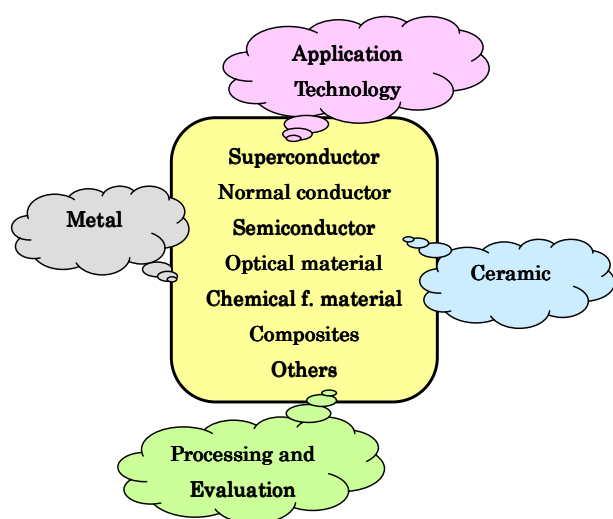 Application
Technology
Superconductor
Normal conductor
Metal
Semiconductor
Optical material
Ceramic
Chemical f. material
Composites
Others
Processing and
Evaluation